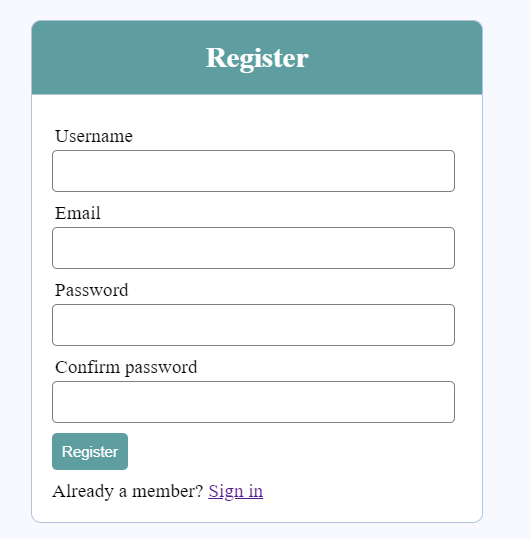 Register
Username
Email
Password
Confirm password
Register
Already a member? Sign in